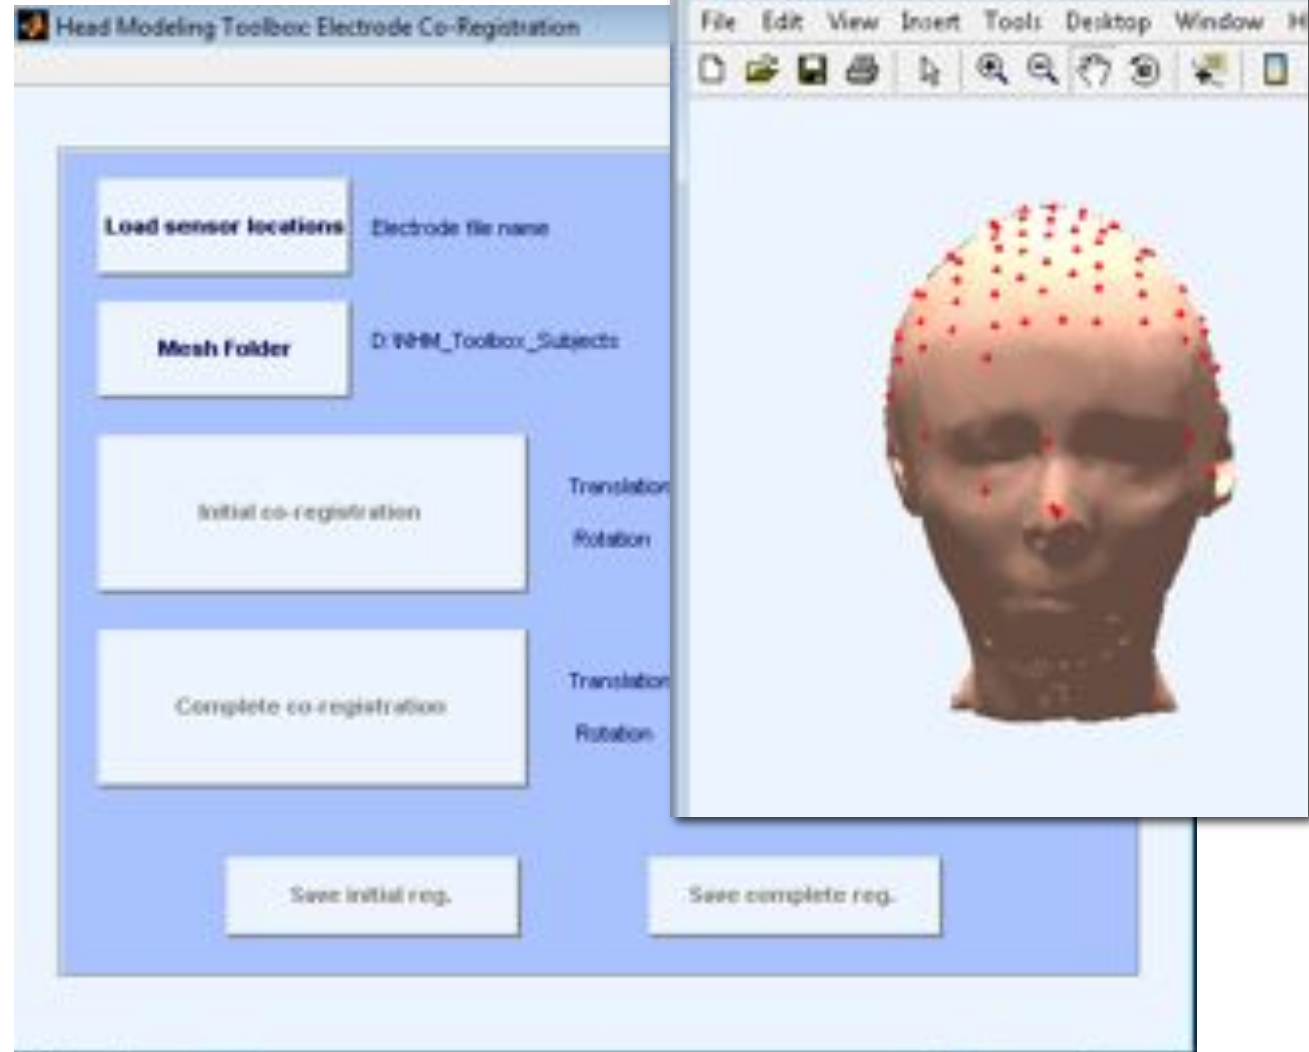 Head Modeling Toolbox: Electrode Co-Registration
File Edit View Insert Tools Desktop Window H
Load sensor locations
Electrode file name
Mesh Folder
D:\NHM_Toolbox_Subjects
Initial co-registration
Translation
Rotation
Complete co-registration
Translation
Rotation
Save initial reg.
Save complete reg.